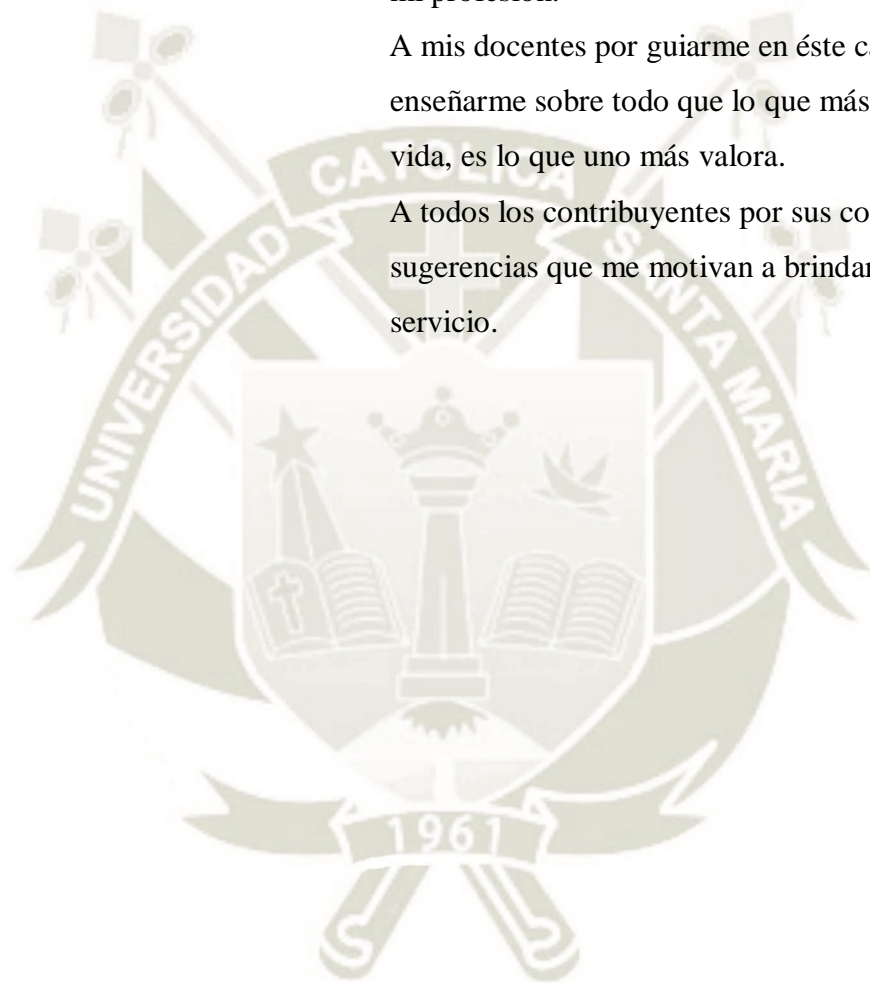 mi profesión.
A mis docentes por guiarme en éste
enseñarme sobre todo que lo que más
vida, es lo que uno más valora.
A todos los contribuyentes por sus
sugerencias que me motivan a brindar
servicio.
UNIVERSIDAD CATOLICA SANTA MARIA
1961